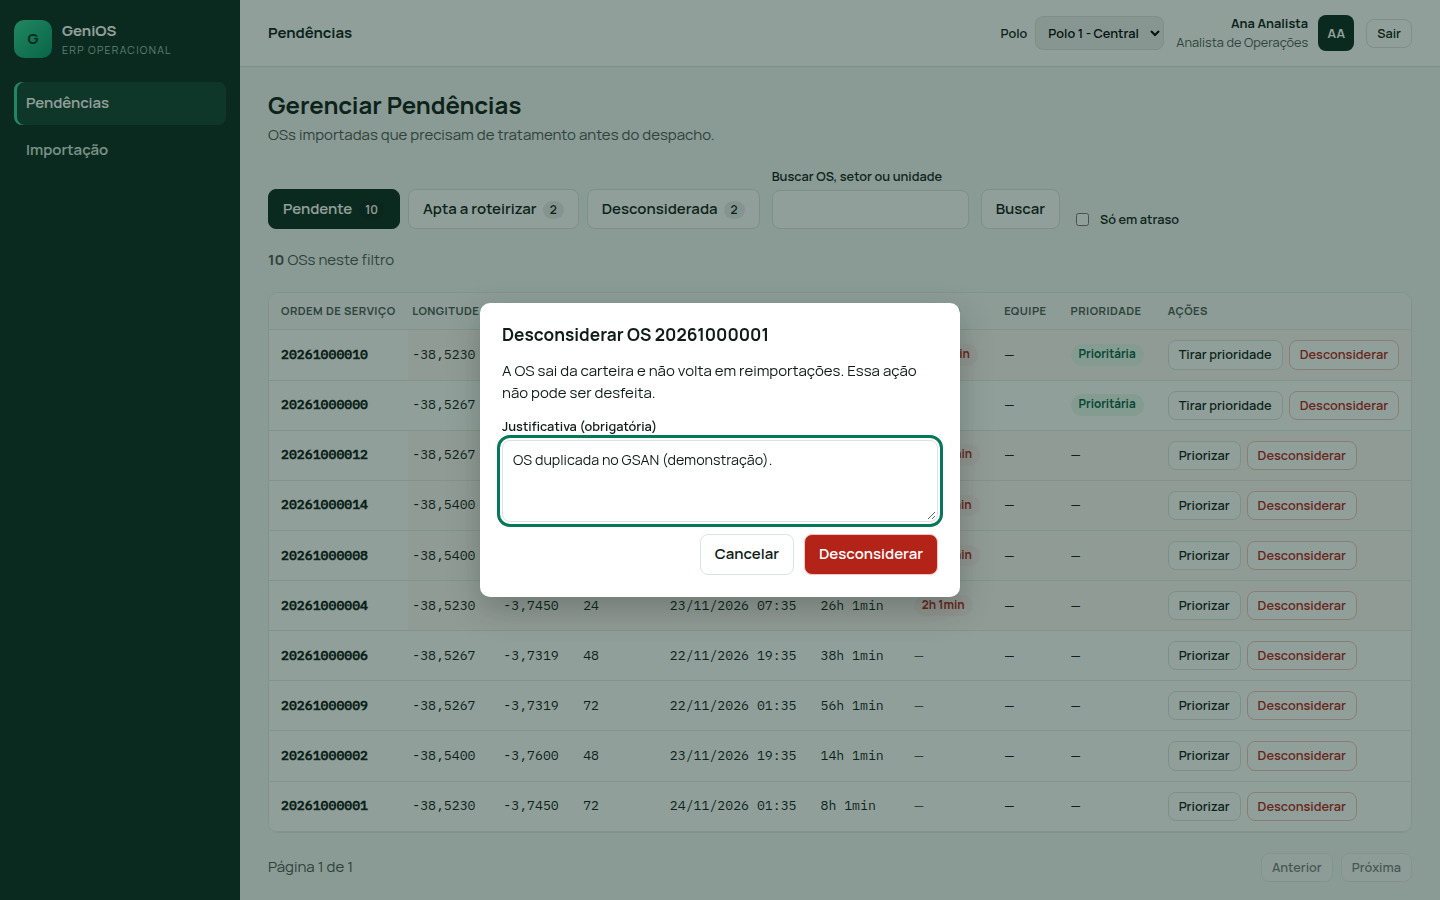 G
GeniOS
ERP OPERACIONAL
Pendências
Importação
Pendências
Polo
Polo 1 - Central
Ana Analista
Analista de Operações
AA
Sair
Gerenciar Pendências
OSs importadas que precisam de tratamento antes do despacho.
Pendente 10
Apta a roteirizar 2
Desconsiderada 2
Buscar OS, setor ou unidade
Buscar
Só em atraso
10 OSs neste filtro
ORDEM DE SERVIÇO LONGITUDE EQUIPE PRIORIDADE AÇÕES
20261000010 -38,5230 in — Prioritária Tirar prioridade Desconsiderar
20261000000 -38,5267 — Prioritária Tirar prioridade Desconsiderar
20261000012 -38,5267 in — — Priorizar Desconsiderar
20261000014 -38,5400 in — — Priorizar Desconsiderar
20261000008 -38,5400 in — — Priorizar Desconsiderar
20261000004 -38,5230 -3,7450 24 23/11/2026 07:35 26h 1min 2h 1min — — Priorizar Desconsiderar
20261000006 -38,5267 -3,7319 48 22/11/2026 19:35 38h 1min — — — Priorizar Desconsiderar
20261000009 -38,5267 -3,7319 72 22/11/2026 01:35 56h 1min — — — Priorizar Desconsiderar
20261000002 -38,5400 -3,7600 48 23/11/2026 19:35 14h 1min — — — Priorizar Desconsiderar
20261000001 -38,5230 -3,7450 72 24/11/2026 01:35 8h 1min — — — Priorizar Desconsiderar
Desconsiderar OS 20261000001
A OS sai da carteira e não volta em reimportações. Essa ação
não pode ser desfeita.
Justificativa (obrigatória)
OS duplicada no GSAN (demonstração).
Cancelar
Desconsiderar
Página 1 de 1
Anterior
Próxima